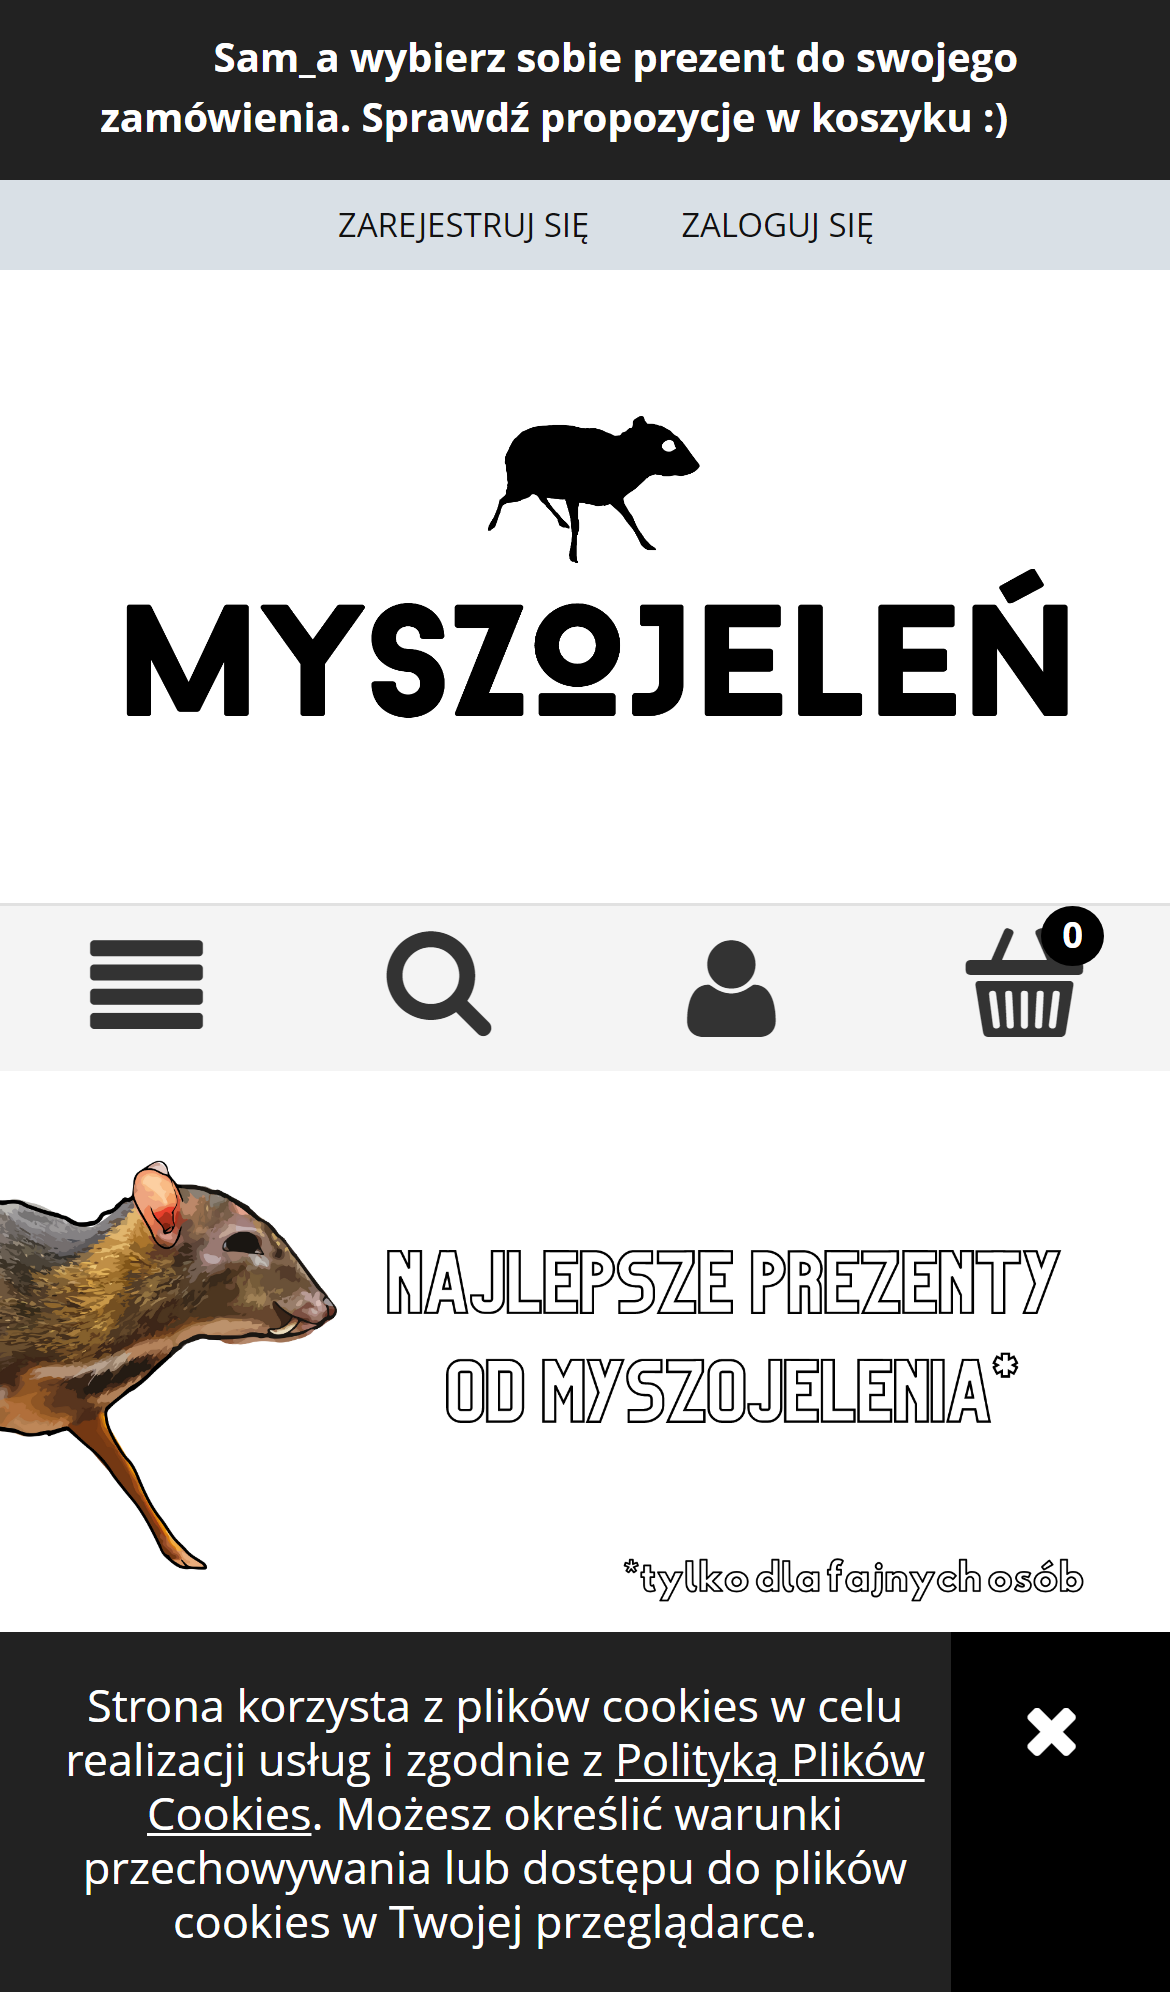 Sam_a wybierz sobie prezent do swojego
zamówienia. Sprawdź propozycje w koszyku :)
ZAREJESTRUJ SIĘ ZALOGUJ SIĘ
MYSZOJELEŃ
0
NAJLEPSZE PREZENTY
OD MYSZOJELENIA*
*tylko dla fajnych osób
Strona korzysta z plików cookies w celu
realizacji usług i zgodnie z Polityką Plików
Cookies. Możesz określić warunki
przechowywania lub dostępu do plików
cookies w Twojej przeglądarce.